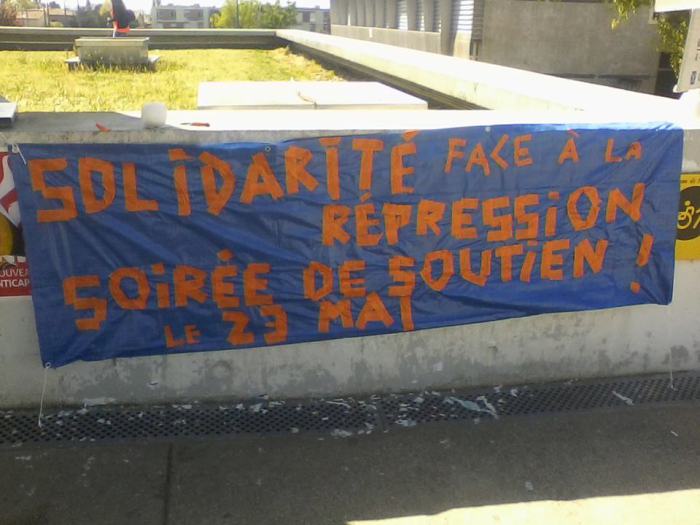 SOLIDARITÉ FACE À LA
RÉPRESSION
SOIRÉE DE SOUTIEN !
LE 23 MAI